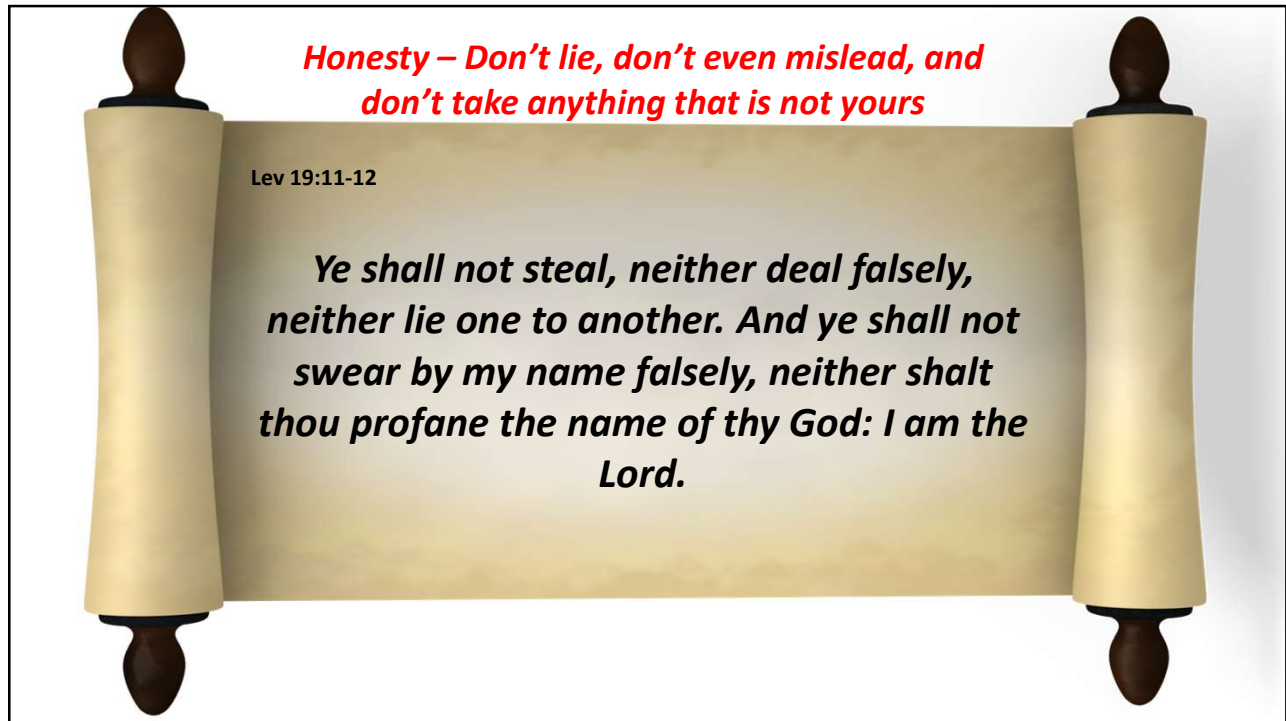 Honesty – Don’t lie, don’t even mislead, and
don’t take anything that is not yours
Lev 19:11-12
Ye shall not steal, neither deal falsely,
neither lie one to another. And ye shall not
swear by my name falsely, neither shalt
thou profane the name of thy God: I am the
Lord.